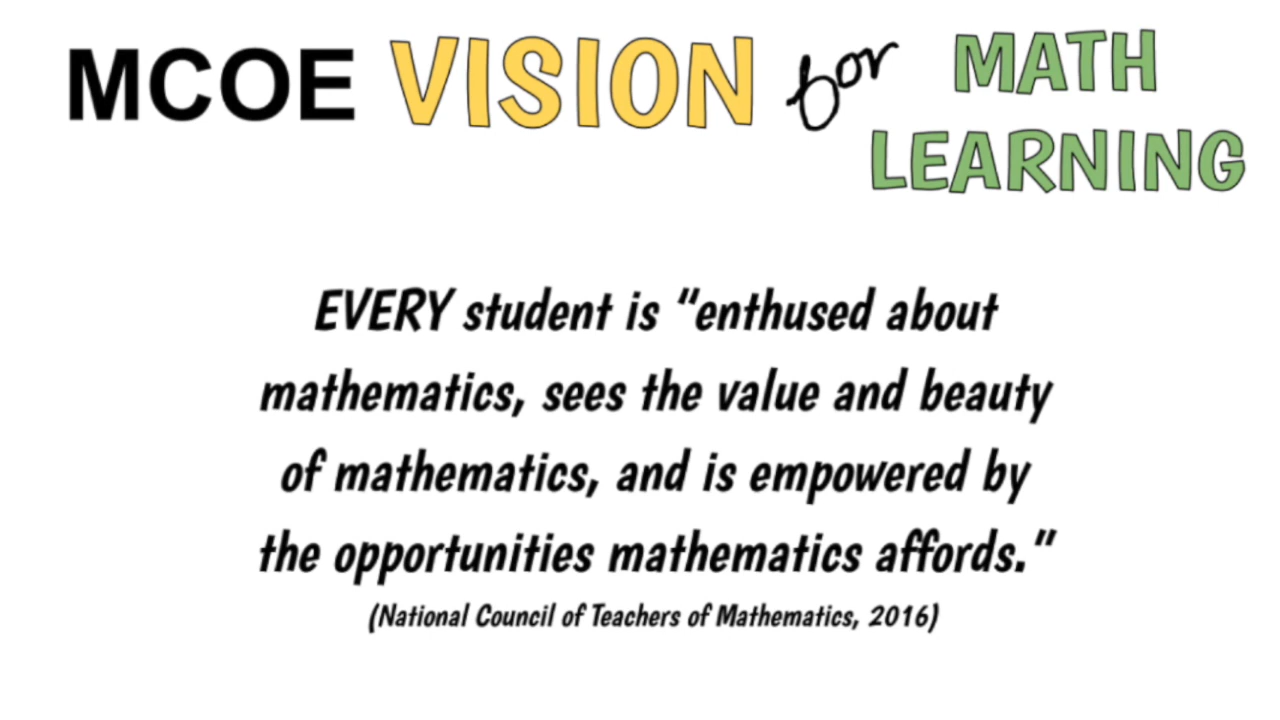 MCOE VISION for MATH
LEARNING
EVERY student is “enthused about
mathematics, sees the value and beauty
of mathematics, and is empowered by
the opportunities mathematics affords.”
(National Council of Teachers of Mathematics, 2016)